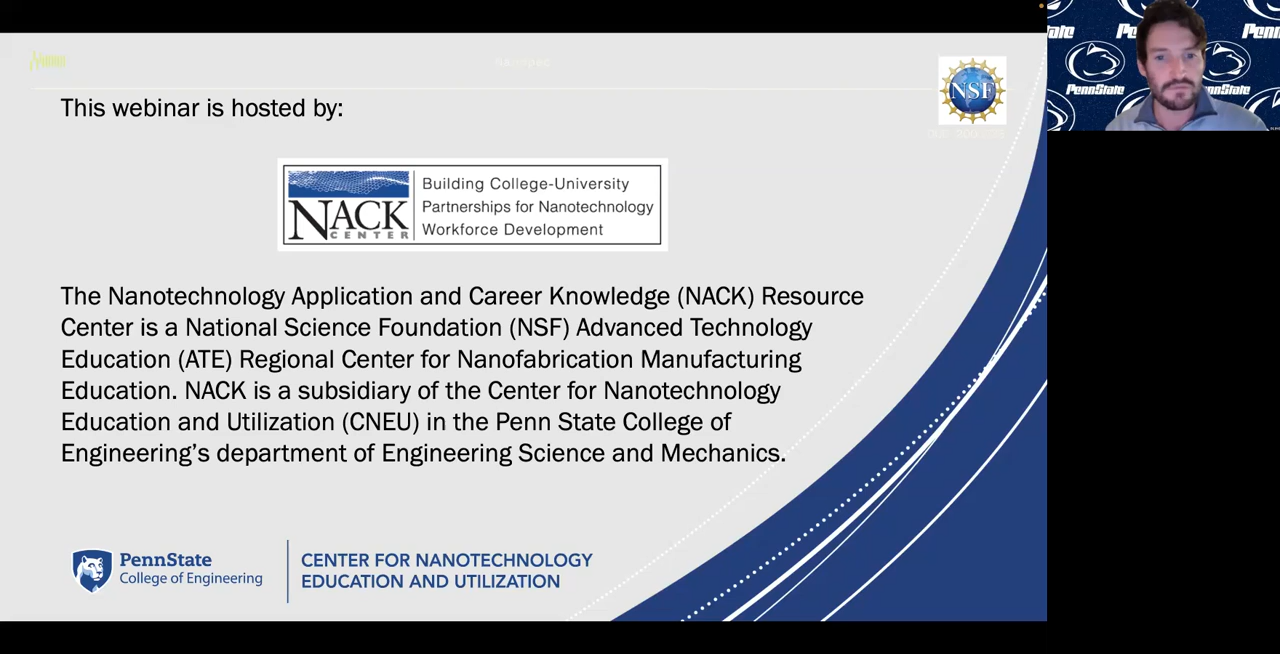 NSF
This webinar is hosted by:
NACK
CENTER
Building College-University
Partnerships for Nanotechnology
Workforce Development
The Nanotechnology Application and Career Knowledge (NACK) Resource
Center is a National Science Foundation (NSF) Advanced Technology
Education (ATE) Regional Center for Nanofabrication Manufacturing
Education. NACK is a subsidiary of the Center for Nanotechnology
Education and Utilization (CNEU) in the Penn State College of
Engineering's department of Engineering Science and Mechanics.
PennState
College of Engineering
CENTER FOR NANOTECHNOLOGY
EDUCATION AND UTILIZATION
PennState